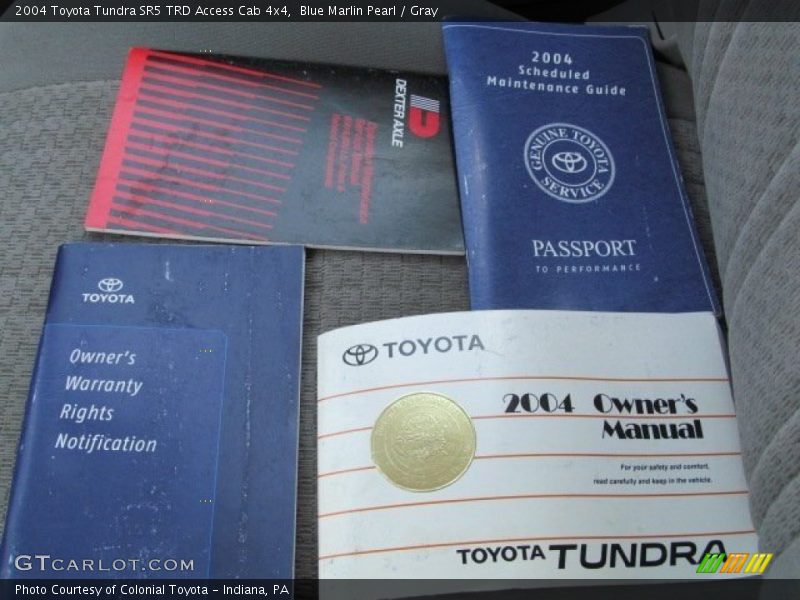 2004 Toyota Tundra SR5 TRD Access Cab 4x4,  Blue Marlin Pearl / Gray
DEXTER AXLE
2004
Scheduled
Maintenance Guide
GENUINE TOYOTA
SERVICE
PASSPORT
TO PERFORMANCE
TOYOTA
Owner's
Warranty
Rights
Notification
TOYOTA
2004 Owner's
Manual
For your safety and comfort,
read carefully and keep in the vehicle.
TOYOTA TUNDRA
GTCARLOT.COM
Photo Courtesy of Colonial Toyota - Indiana, PA